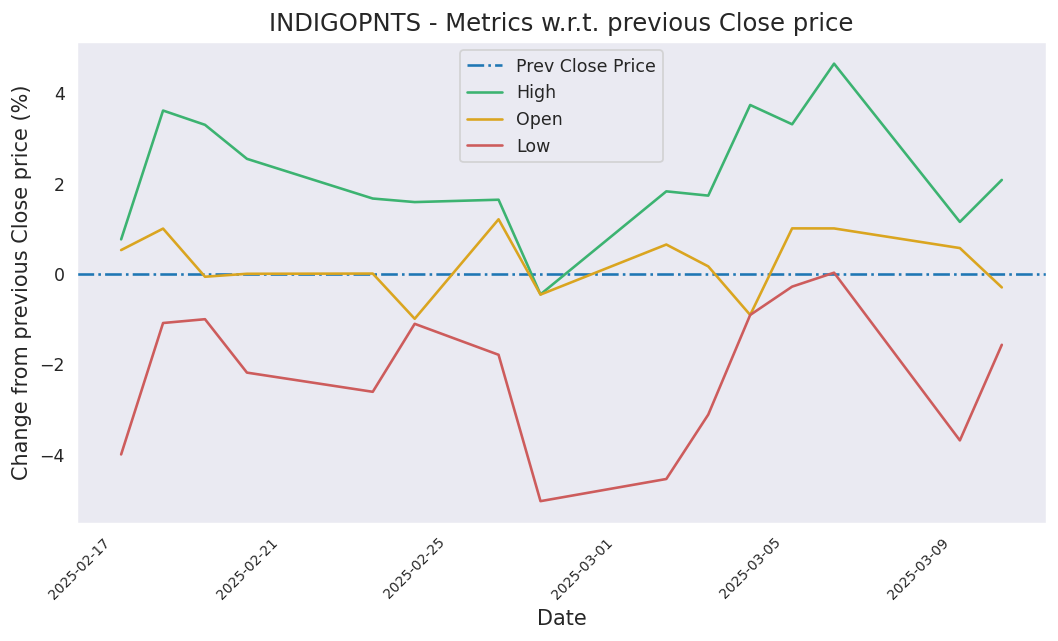 INDIGOPNTS - Metrics w.r.t. previous Close price
Prev Close Price
High
Open
Low
Change from previous Close price (%)
4
2
0
−2
−4
2025-02-17
2025-02-21
2025-02-25
2025-03-01
2025-03-05
2025-03-09
Date